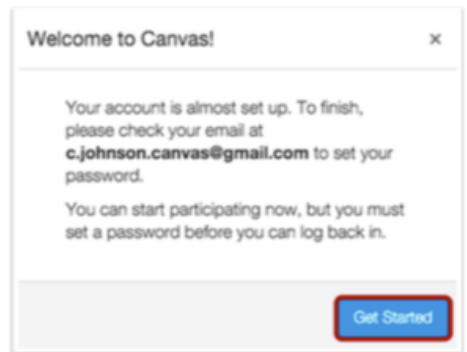 Welcome to Canvas! ×
Your account is almost set up. To finish,
please check your email at
c.johnson.canvas@gmail.com to set your
password.
You can start participating now, but you must
set a password before you can log back in.
Get Started